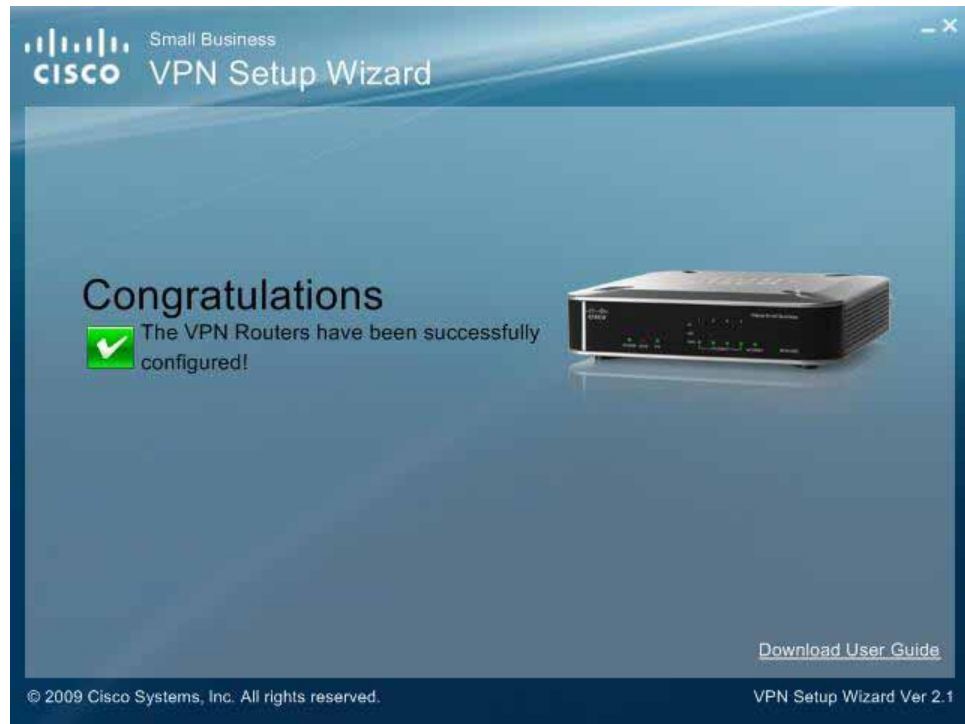 Small Business
CISCO VPN Setup Wizard
Congratulations
The VPN Routers have been successfully
configured!
CISCO
Download User Guide
© 2009 Cisco Systems, Inc. All rights reserved.
VPN Setup Wizard Ver 2.1